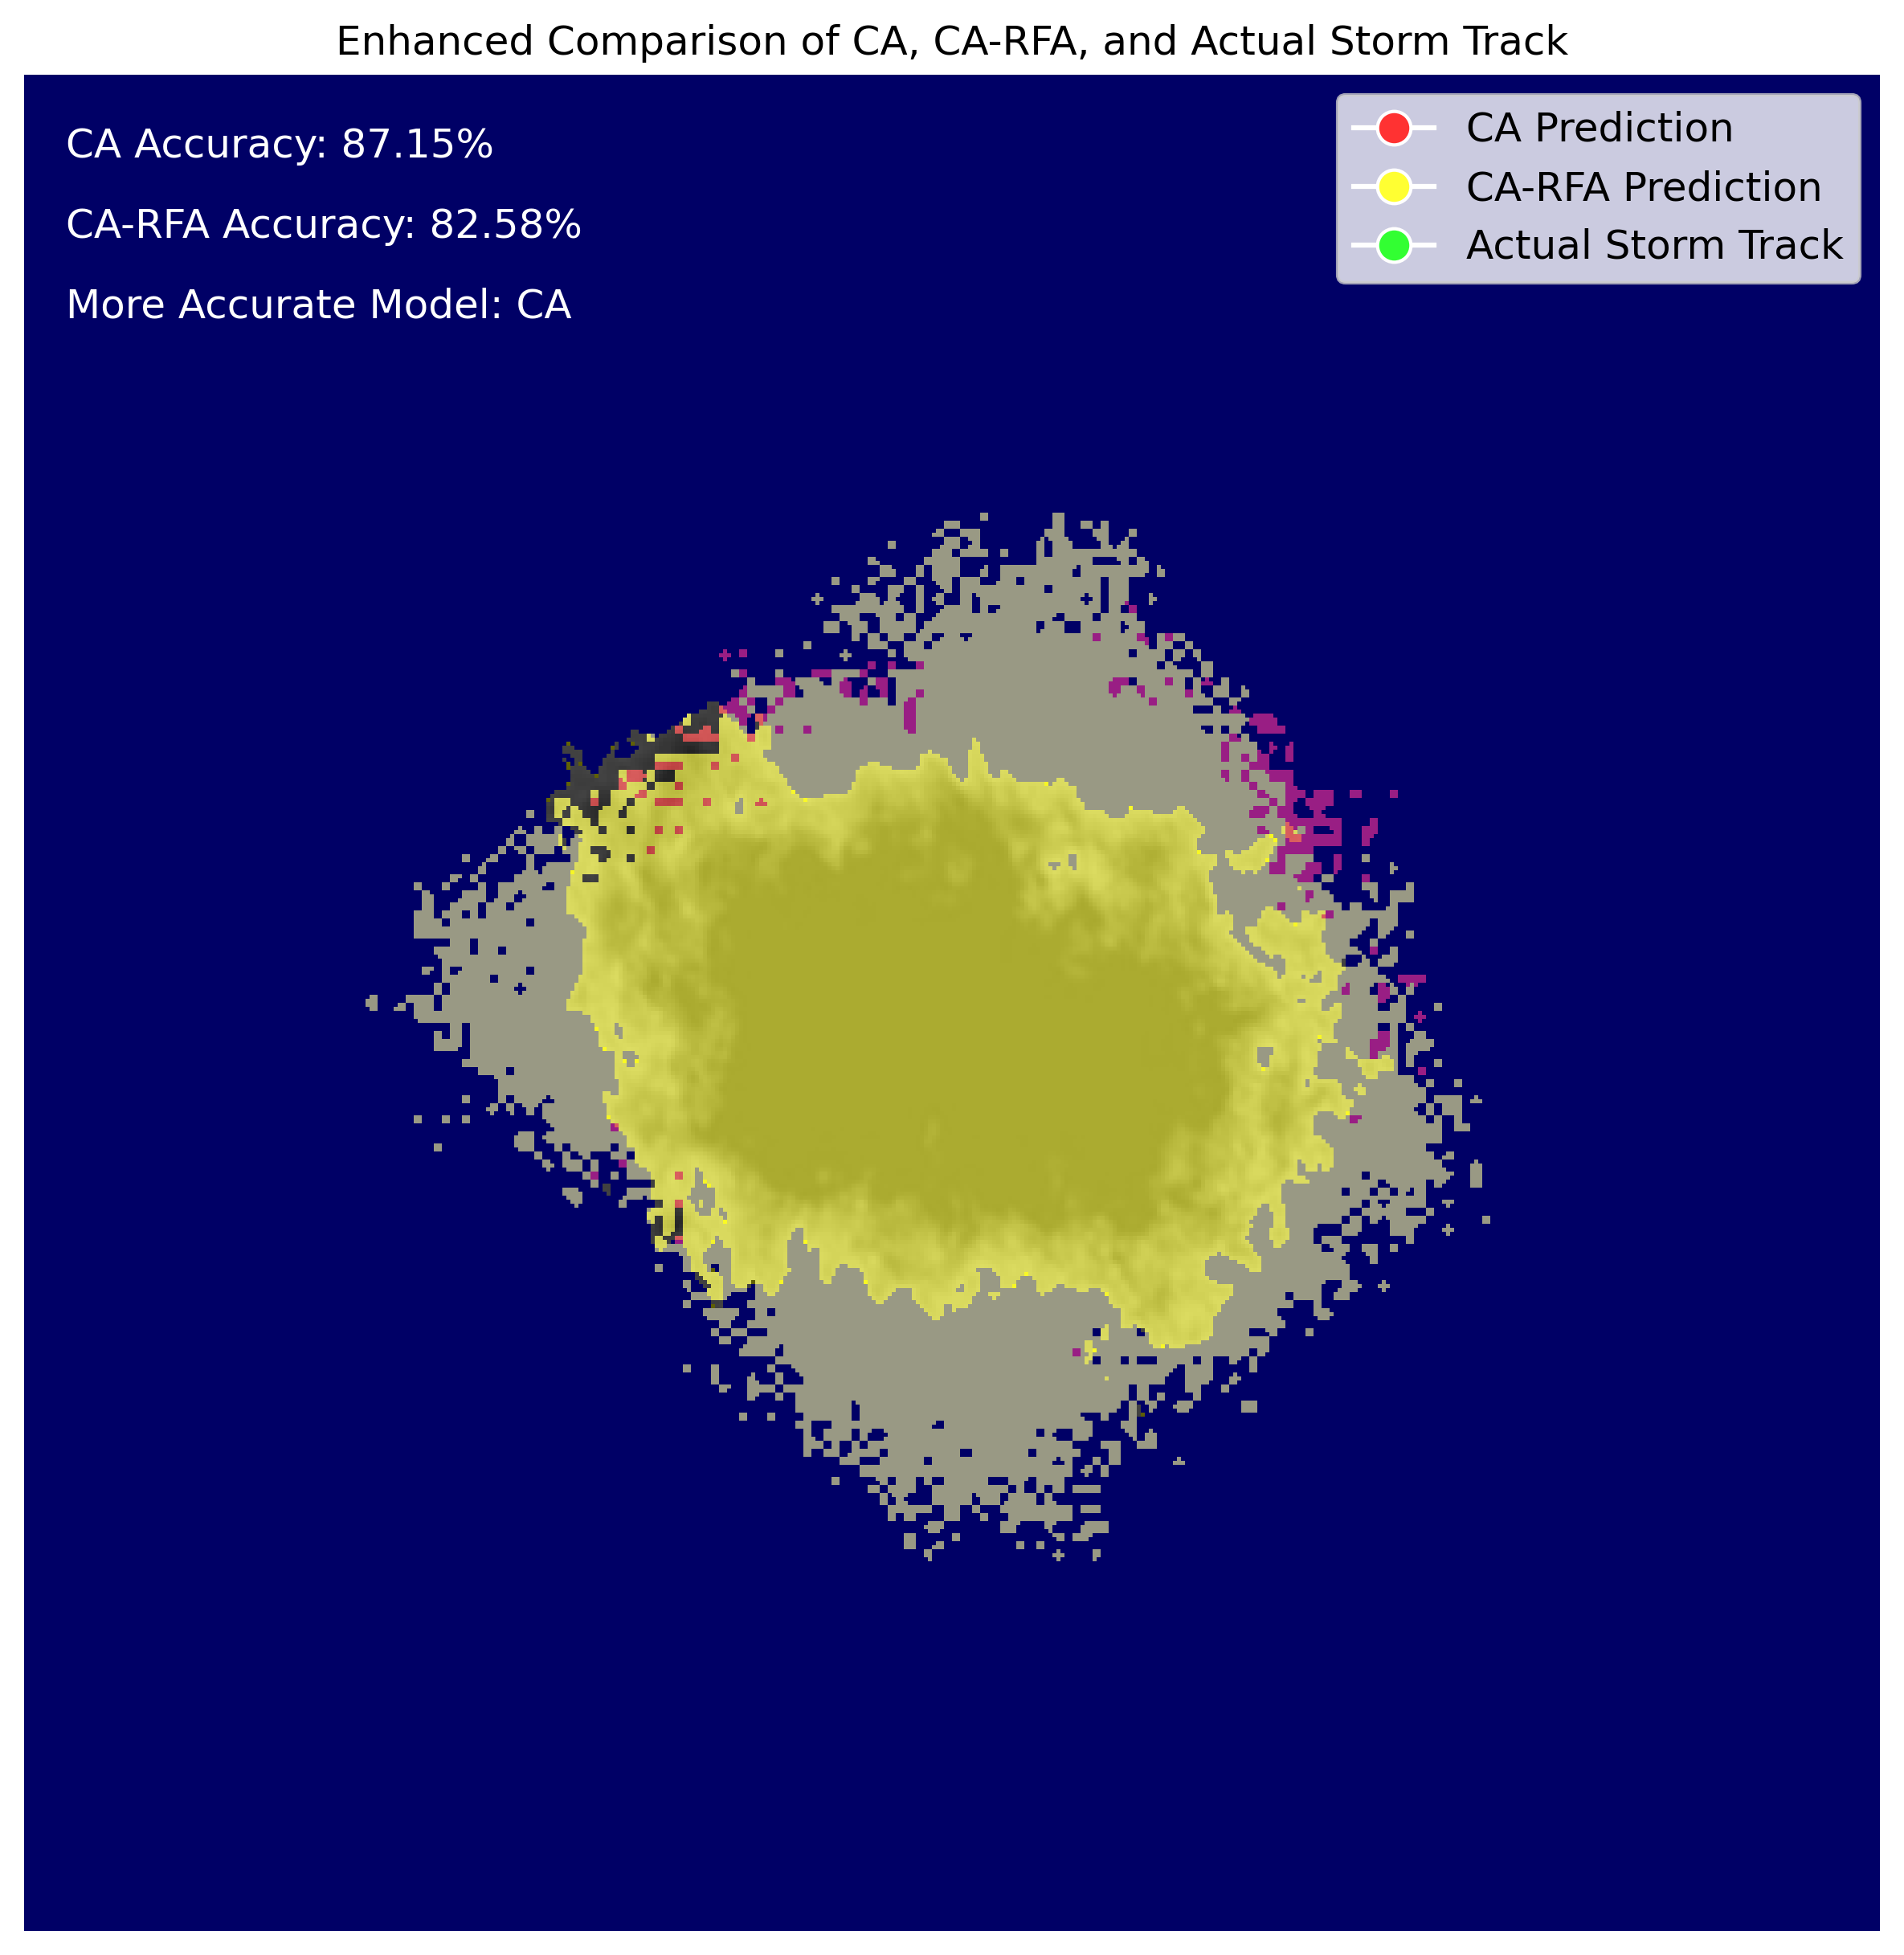 Enhanced Comparison of CA, CA-RFA, and Actual Storm Track
CA Accuracy: 87.15%
CA-RFA Accuracy: 82.58%
More Accurate Model: CA
CA Prediction
CA-RFA Prediction
Actual Storm Track